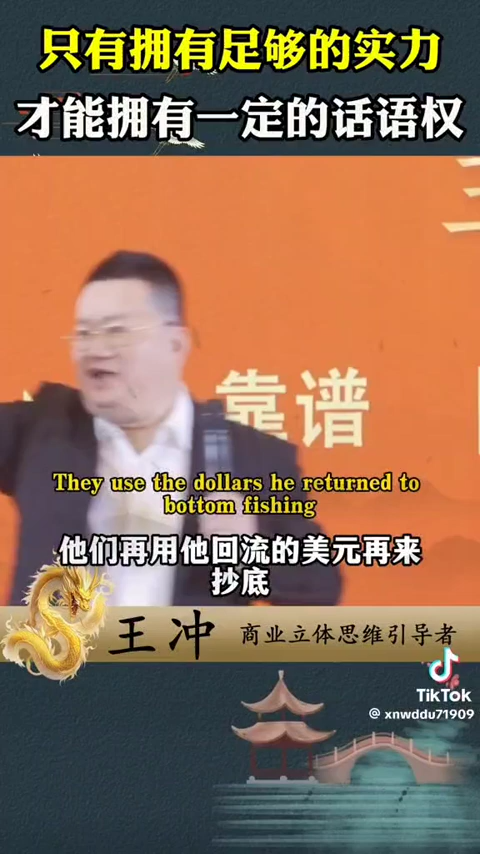 只有拥有足够的实力
才能拥有一定的话语权
靠谱
They use the dollars he returned to
bottom fishing
他们再用他回流的美元再来
抄底
王冲 商业立体思维引导者
TikTok
@ xnwddu71909